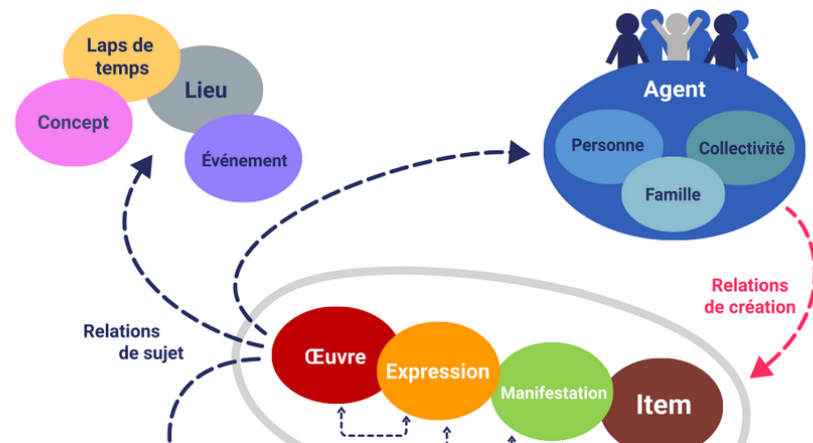 Laps de
temps
Lieu
Concept
Événement
Agent
Personne
Collectivité
Famille
Relations
de création
Relations
de sujet
Œuvre
Expression
Manifestation
Item